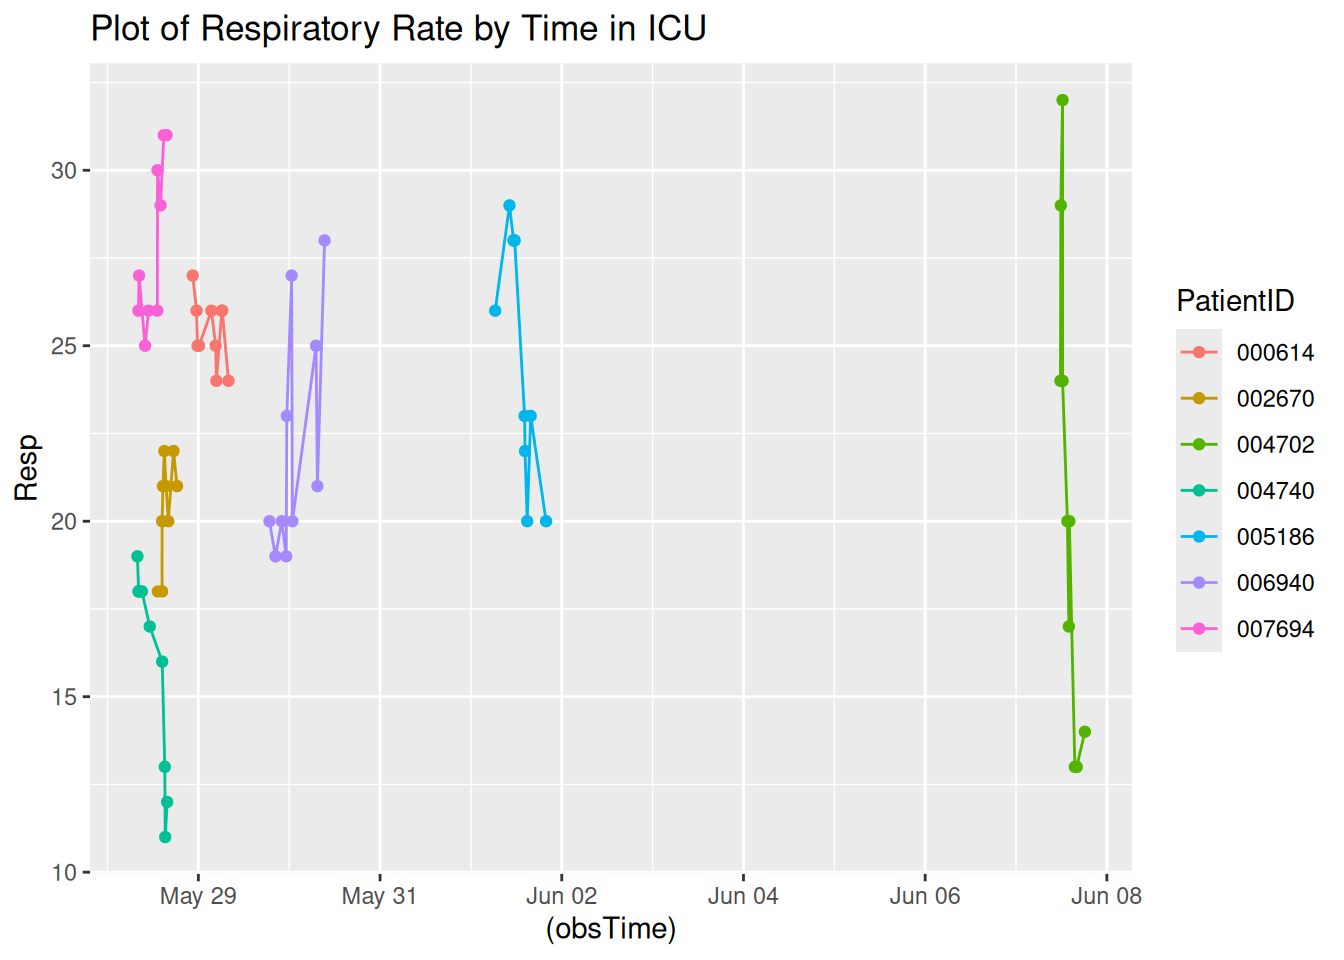 Plot of Respiratory Rate by Time in ICU
Resp
30
25
20
15
10
May 29
May 31
Jun 02
Jun 04
Jun 06
Jun 08
(obsTime)
PatientID
000614
002670
004702
004740
005186
006940
007694